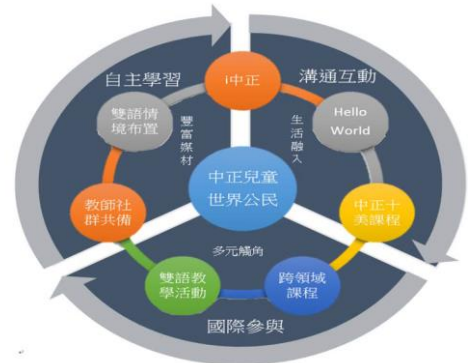 i中正
自主學習
溝通互動
雙語情
境布置
豐富媒材
生活融入
Hello
World
中正兒童
世界公民
教師社
群共備
中正十
美課程
多元觸角
雙語教
學活動
跨領域
課程
國際參與